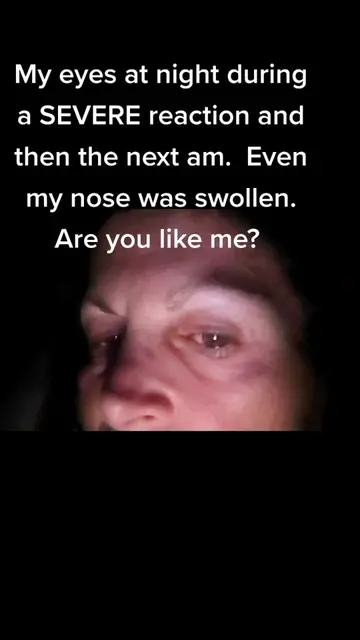 My eyes at night during
a SEVERE reaction and
then the next am.  Even
my nose was swollen.
Are you like me?